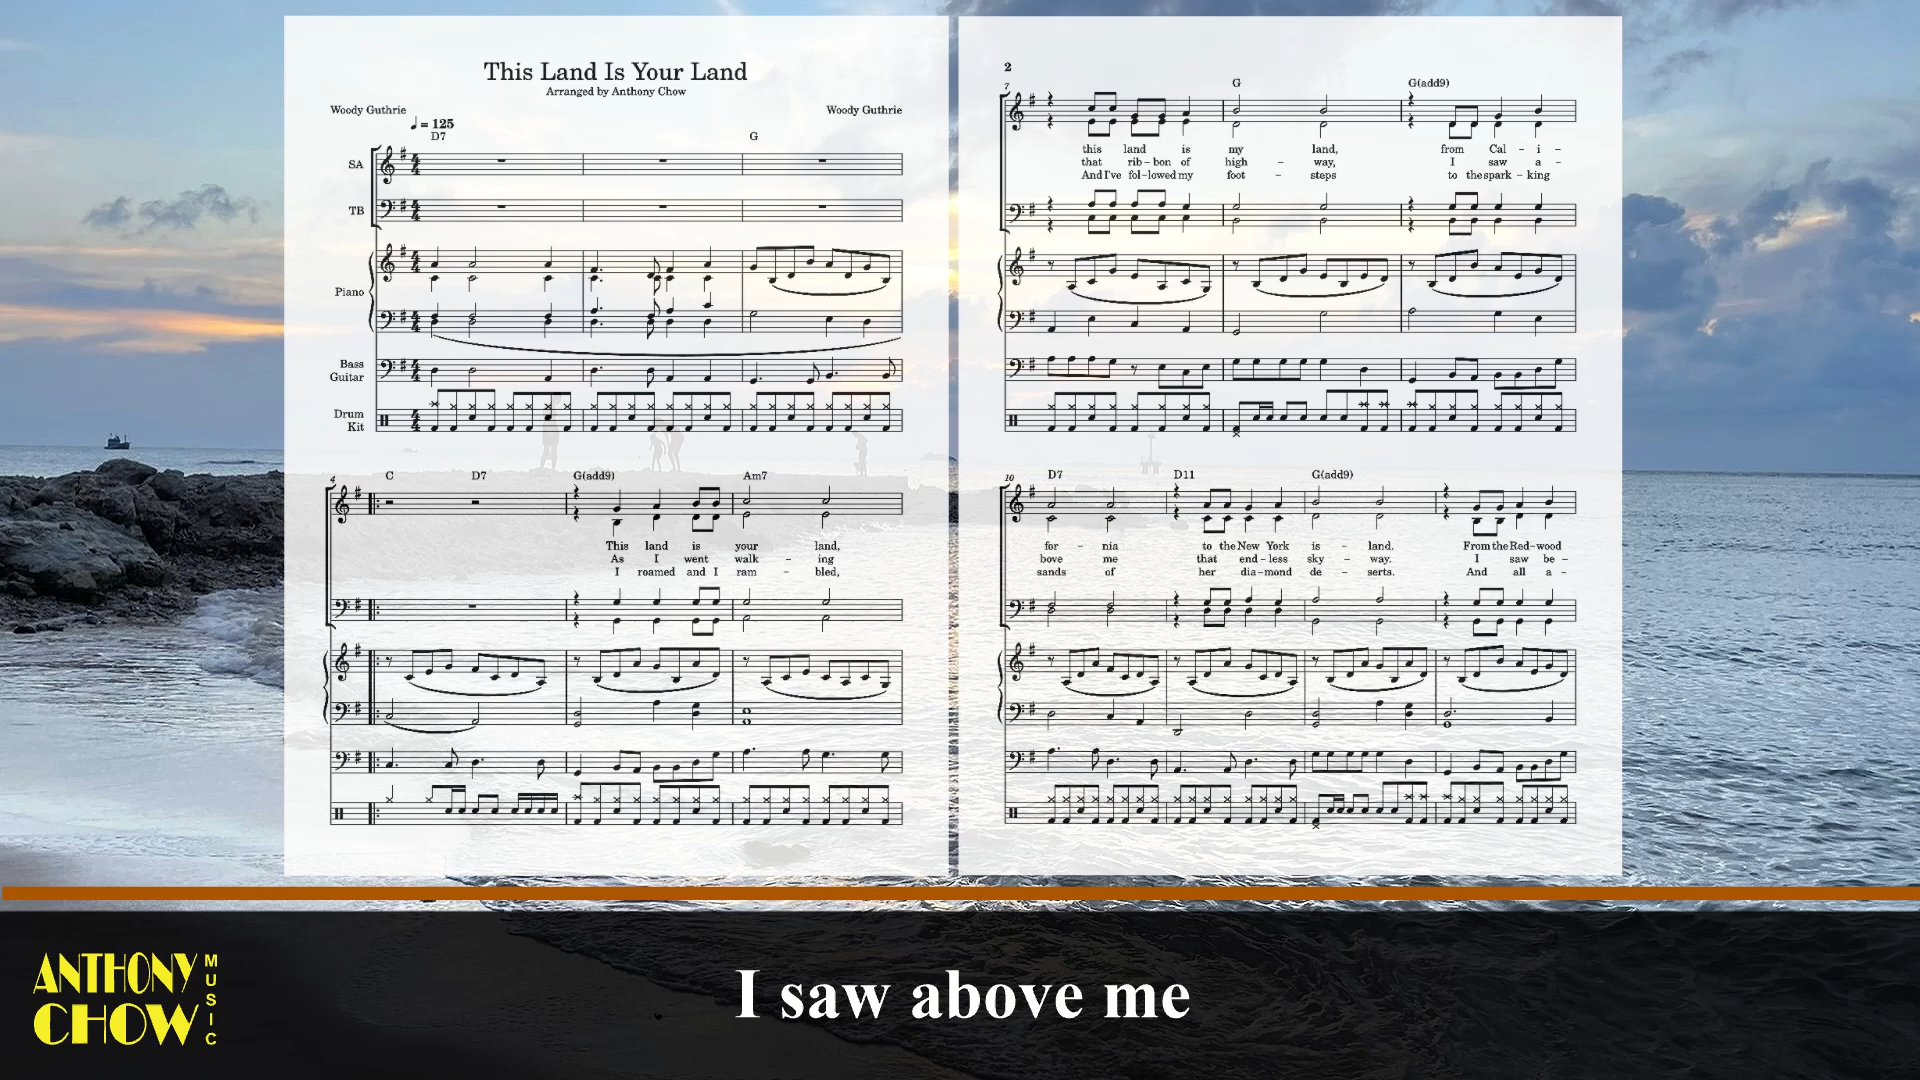 This Land Is Your Land
Arranged by Anthony Chow
Woody Guthrie
Woody Guthrie
♩ = 125
D7 G
SA
TB
Piano
Bass
Guitar
Drum
Kit
4
C D7 G(add9) Am7
This land is your land,
As I went walk - ing
I roamed and I ram - bled,
2
7
G G(add9)
this land is my land, from Cal - i -
that rib - bon of high - way, I saw a -
And I've fol - lowed my foot - steps to the spark - king
10
D7 D11 G(add9)
for - nia to the New York is - land. From the Red - wood
bove me that end - less sky - way. I saw be -
sands of her dia - mond de - serts. And all a -
ANTHONY
CHOW
MUSIC
I saw above me